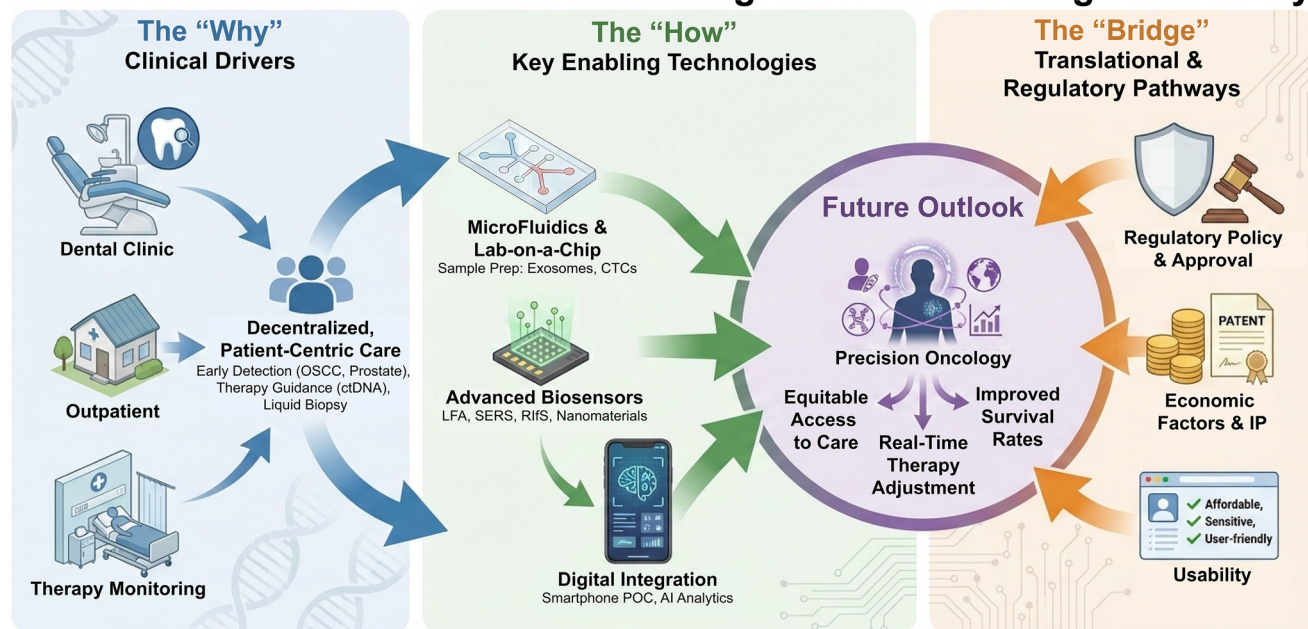 The “Why”
Clinical Drivers
Dental Clinic
Outpatient
Therapy Monitoring
Decentralized,
Patient-Centric Care
Early Detection (OSCC, Prostate),
Therapy Guidance (ctDNA),
Liquid Biopsy
The “How”
Key Enabling Technologies
MicroFluidics &
Lab-on-a-Chip
Sample Prep: Exosomes, CTCs
Advanced Biosensors
LFA, SERS, RIfS, Nanomaterials
Digital Integration
Smartphone POC, AI Analytics
Future Outlook
Precision Oncology
Equitable
Access
to Care
Real-Time
Therapy
Adjustment
Improved
Survival
Rates
The “Bridge”
Translational &
Regulatory Pathways
Regulatory Policy
& Approval
PATENT
Economic
Factors & IP
Affordable,
Sensitive,
User-friendly
Usability